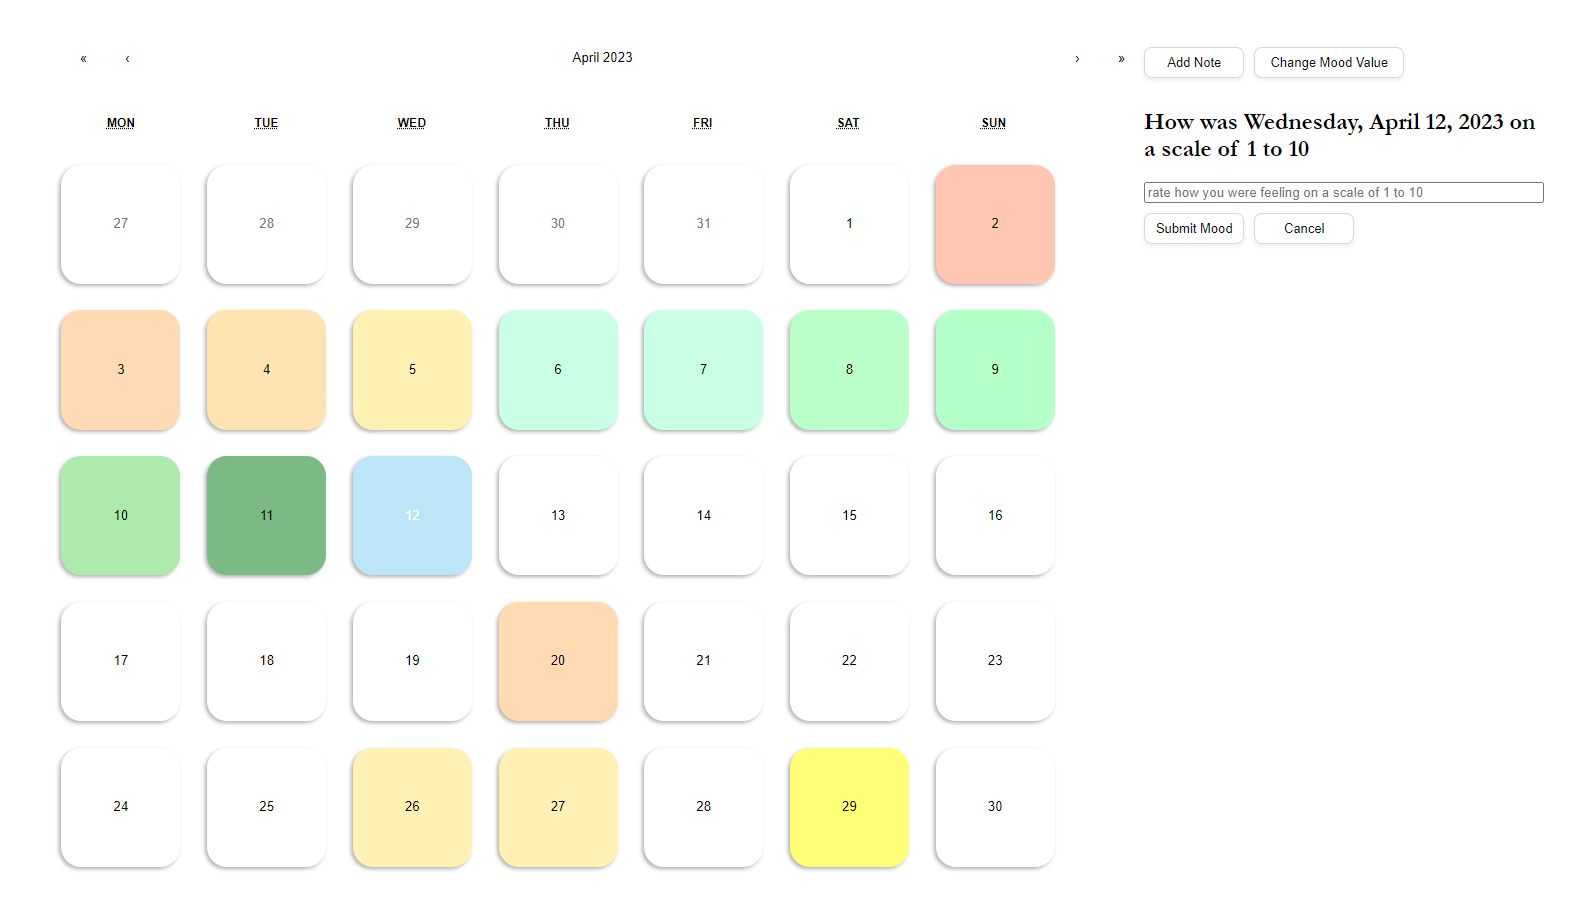 « ‹ April 2023 › »
MON TUE WED THU FRI SAT SUN
27 28 29 30 31 1 2
3 4 5 6 7 8 9
10 11 12 13 14 15 16
17 18 19 20 21 22 23
24 25 26 27 28 29 30
Add Note Change Mood Value
How was Wednesday, April 12, 2023 on
a scale of 1 to 10
rate how you were feeling on a scale of 1 to 10
Submit Mood Cancel